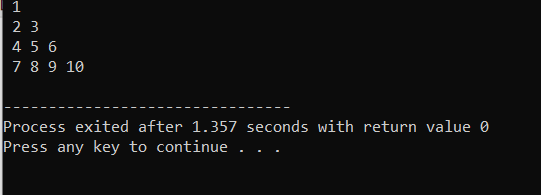 1
2 3
4 5 6
7 8 9 10
--------------------------------
Process exited after 1.357 seconds with return value 0
Press any key to continue . . .